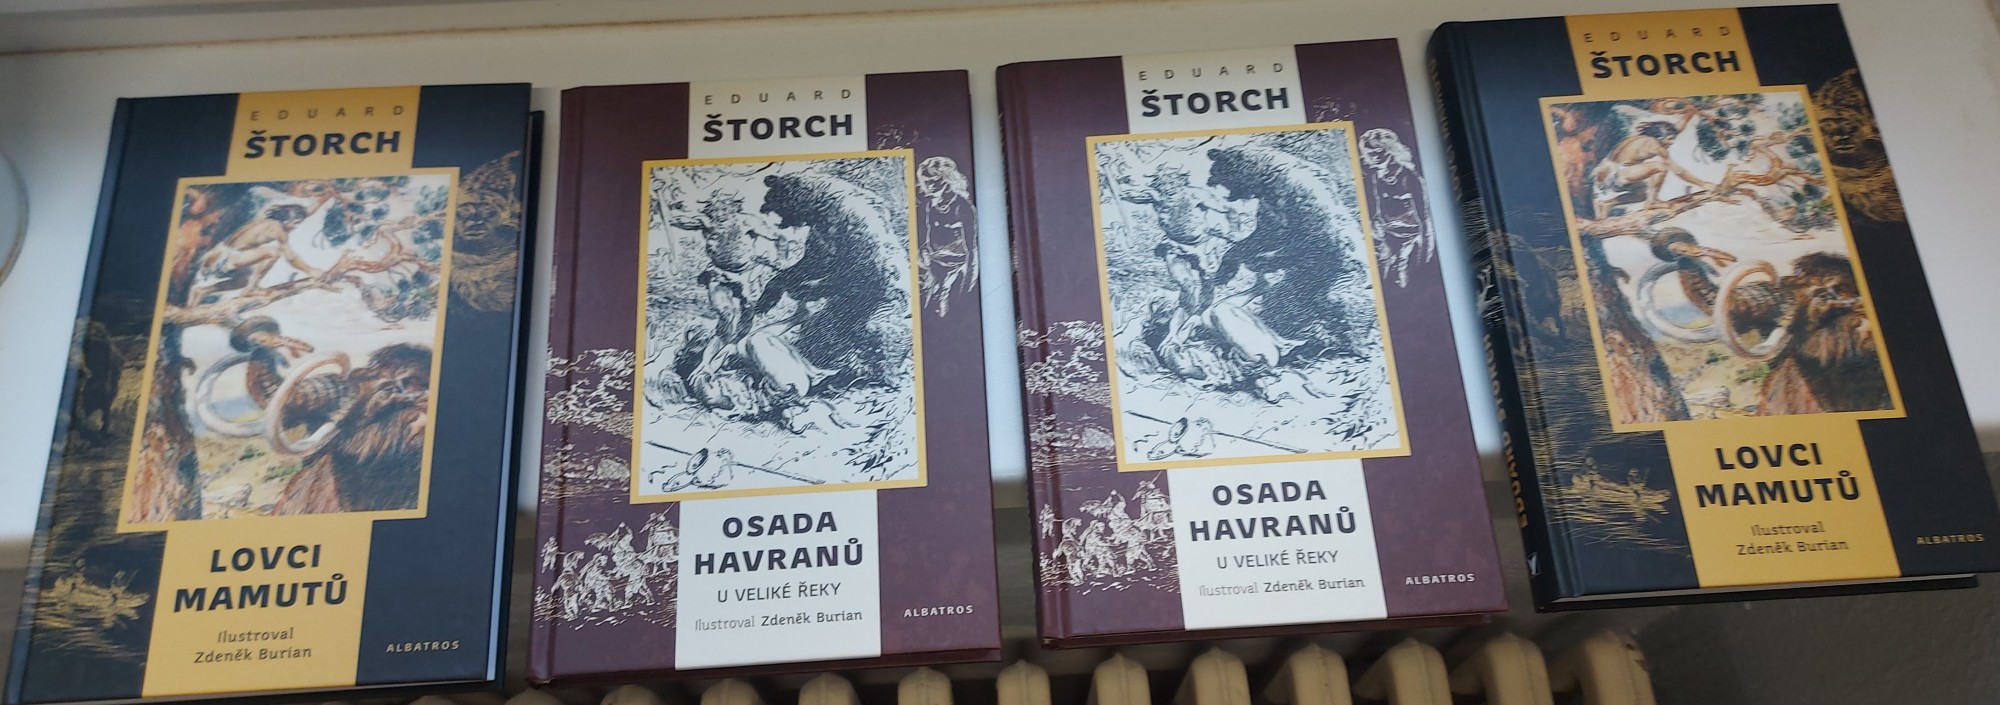 EDUARD
ŠTORCH
LOVCI
MAMUTŮ
Ilustroval
Zdeněk Burian
ALBATROS
EDUARD
ŠTORCH
OSADA
HAVRANŮ
U VELIKÉ ŘEKY
Ilustroval Zdeněk Burian
ALBATROS
EDUARD
ŠTORCH
OSADA
HAVRANŮ
U VELIKÉ ŘEKY
Ilustroval Zdeněk Burian
ALBATROS
EDUARD ŠTORCH
EDUARD
ŠTORCH
LOVCI
MAMUTŮ
Ilustroval
Zdeněk Burian
ALBATROS